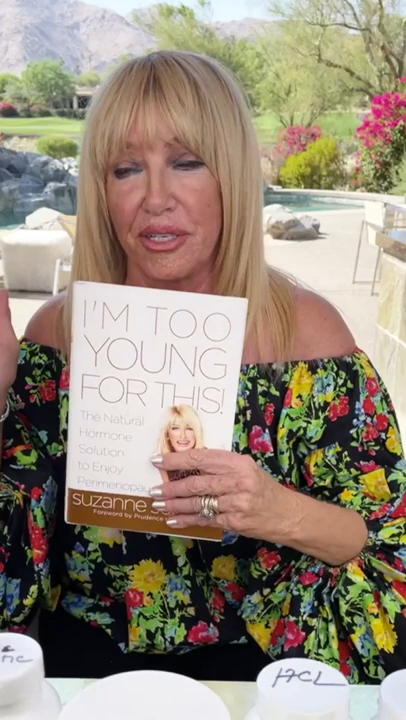 I'M TOO
YOUNG
FOR THIS!
The Natural
Hormone
Solution
to Enjoy
suzanne
Foreword by Prudence
HCL